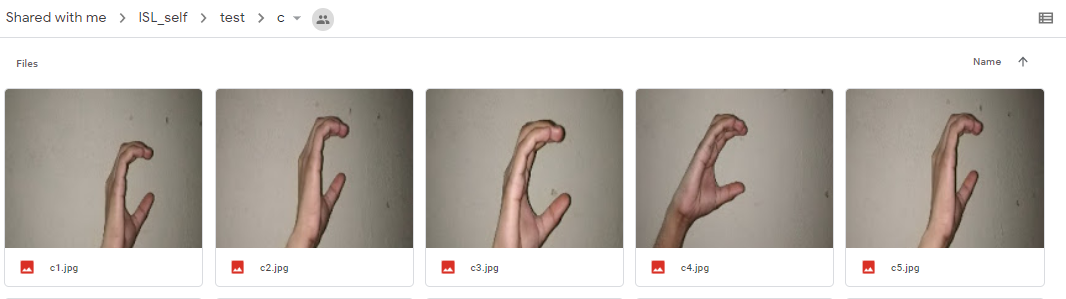 Shared with me > ISL_self > test > c
Files
Name
c1.jpg
c2.jpg
c3.jpg
c4.jpg
c5.jpg